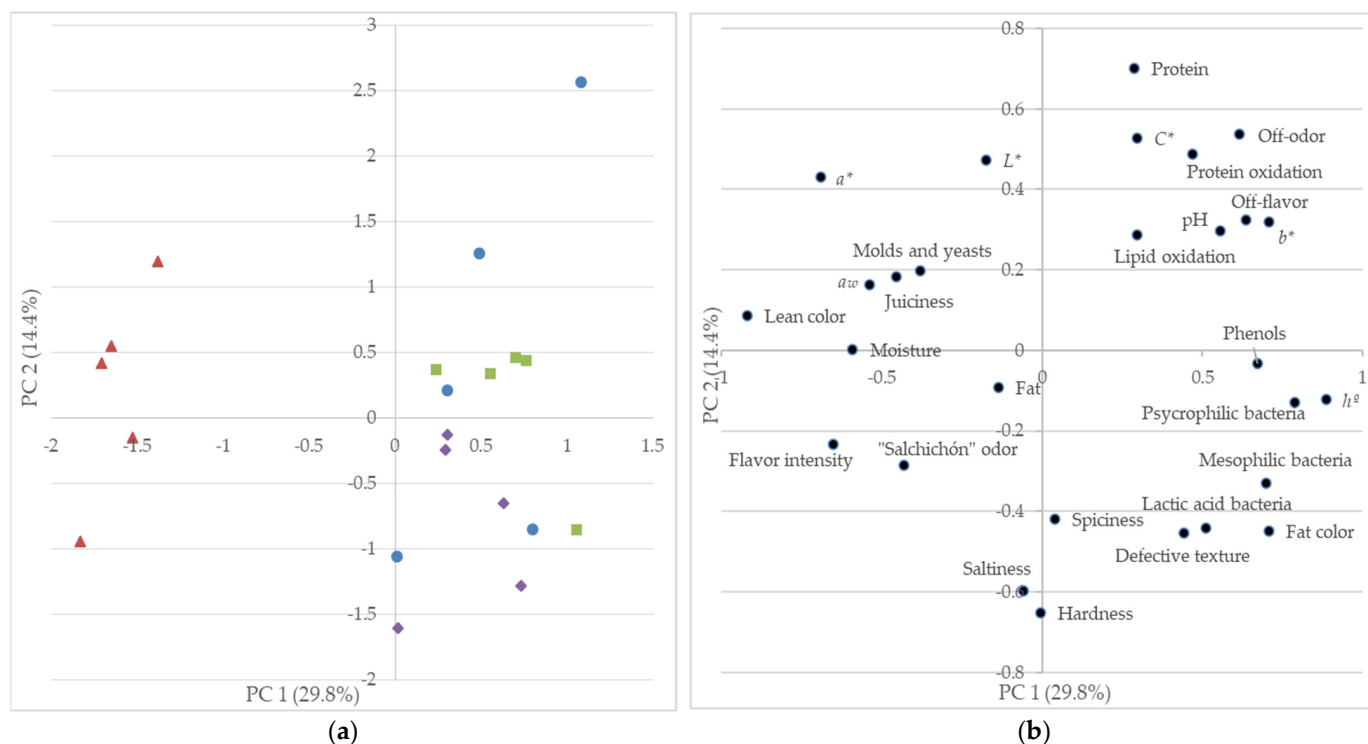 3
2.5
2
1.5
1
0.5
0
-2
-1.5
-1
-0.5
0
0.5
1
1.5
-0.5
-1
-1.5
-2
PC 2 (14.4%)
PC 1 (29.8%)
(a)
0.8
Protein
0.6
C*
Off-odor
L*
Protein oxidation
a*
0.4
Off-flavor
pH
b*
Lipid oxidation
Molds and yeasts
0.2
aw
Juiciness
Lean color
Phenols
Moisture
0
-1
-0.5
0
0.5
1
Fat
Psycrophilic bacteria
hº
-0.2
Flavor intensity
"Salchichón" odor
Mesophilic bacteria
Lactic acid bacteria
-0.4
Spiciness
Fat color
Defective texture
Saltiness
-0.6
Hardness
-0.8
PC 2 (14.4%)
PC 1 (29.8%)
(b)